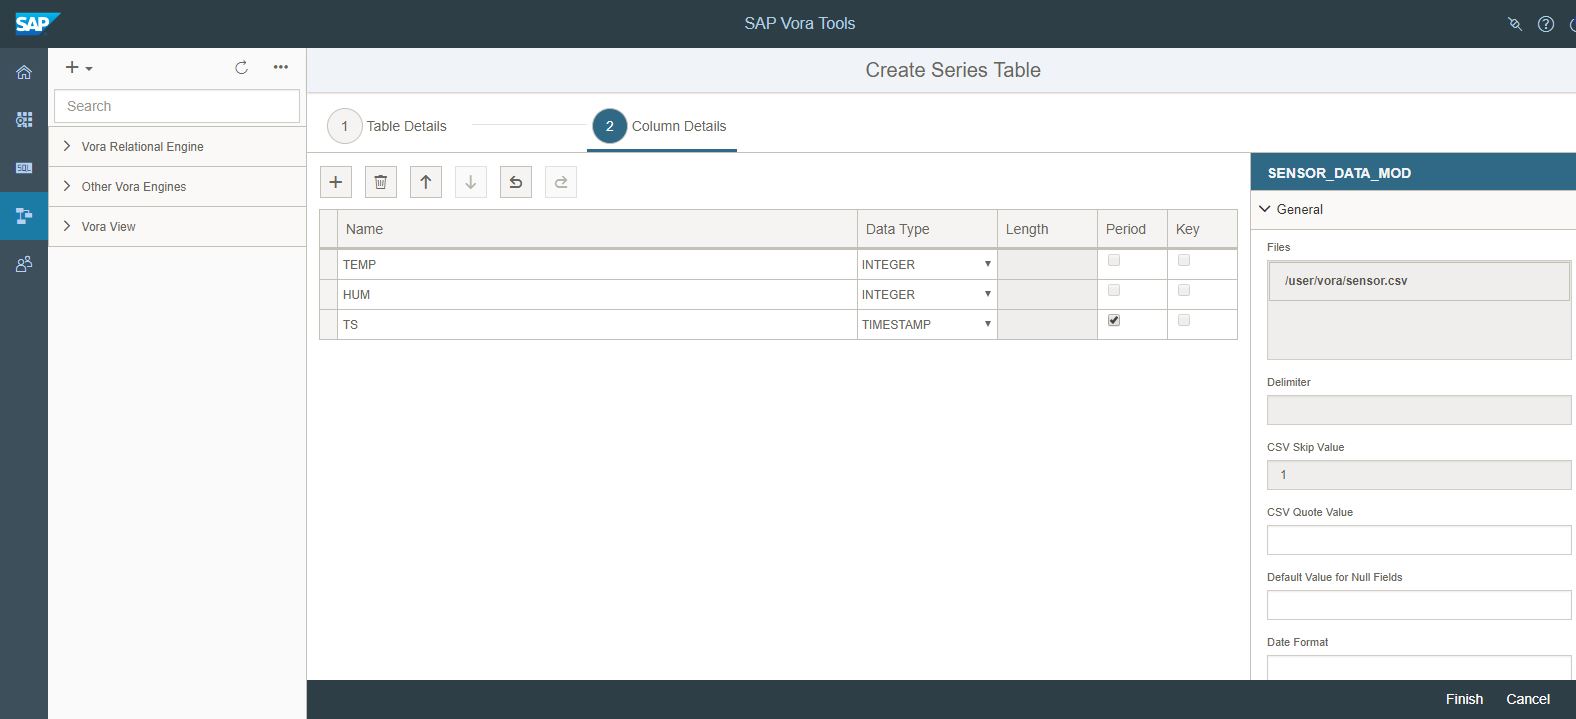 SAP
SAP Vora Tools
Search
Vora Relational Engine
Other Vora Engines
Vora View
SQL
Create Series Table
1 Table Details
2 Column Details
Name Data Type Length Period Key
TEMP INTEGER
HUM INTEGER
TS TIMESTAMP
SENSOR_DATA_MOD
General
Files
/user/vora/sensor.csv
Delimiter
CSV Skip Value
1
CSV Quote Value
Default Value for Null Fields
Date Format
Finish Cancel